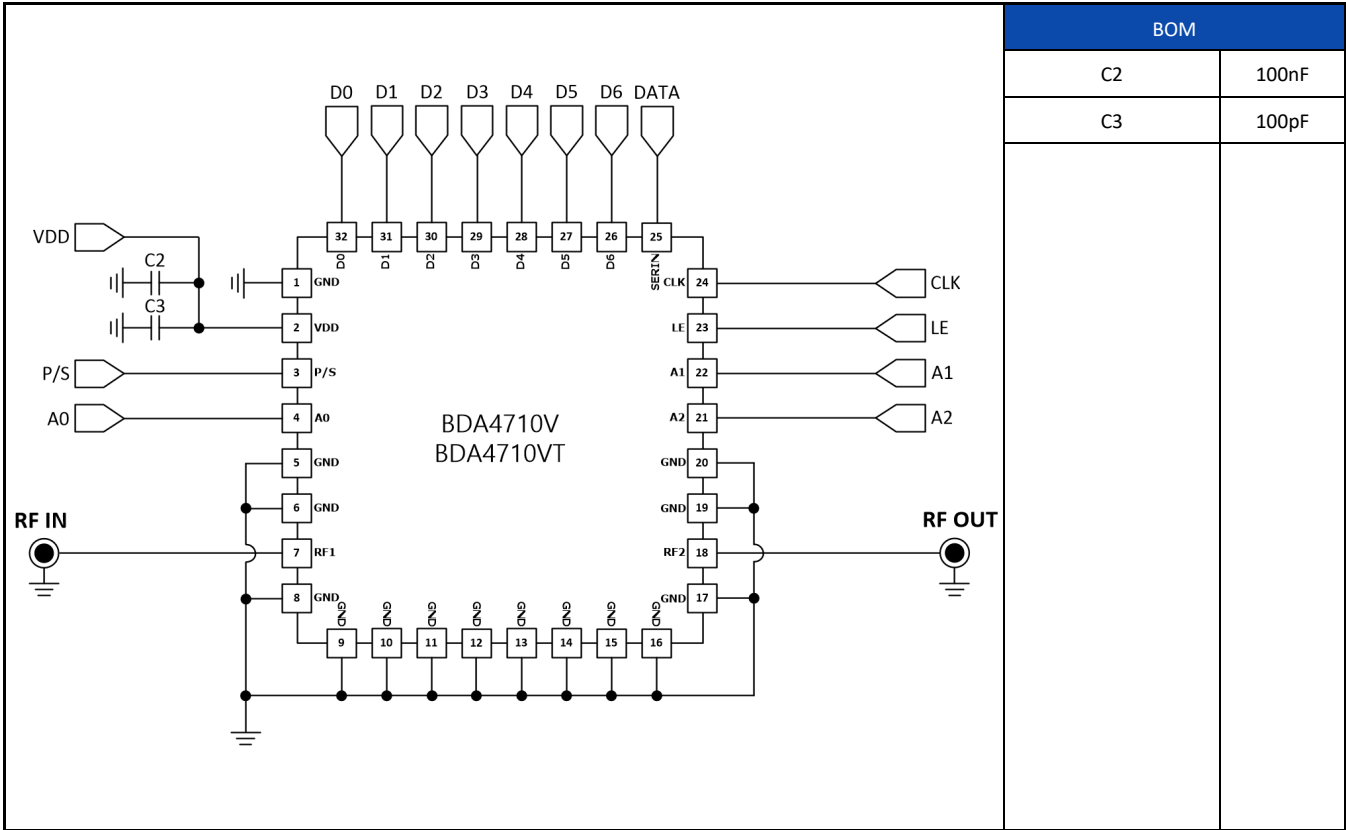 BOM
C2 100nF
C3 100pF
D0 D1 D2 D3 D4 D5 D6 DATA
32 31 30 29 28 27 26 25
D0 D1 D2 D3 D4 D5 D6 SERIN
VDD
C2
C3
P/S
A0
1 GND
2 VDD
3 P/S
4 A0
5 GND
6 GND
7 RF1
8 GND
CLK 24
LE 23
A1 22
A2 21
GND 20
GND 19
RF2 18
GND 17
CLK
LE
A1
A2
BDA4710V
BDA4710VT
RF IN
RF OUT
GND GND GND GND GND GND GND GND
9 10 11 12 13 14 15 16